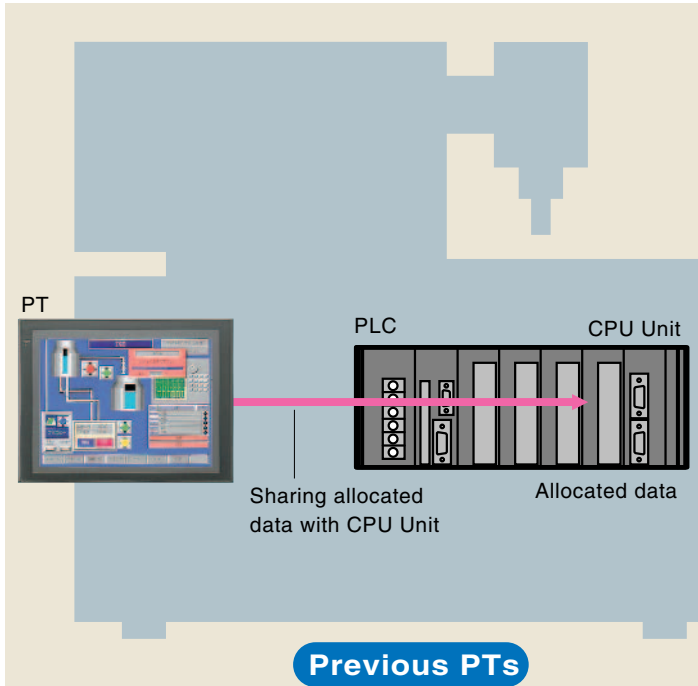 PT
PLC
CPU Unit
Sharing allocated
data with CPU Unit
Allocated data
Previous PTs